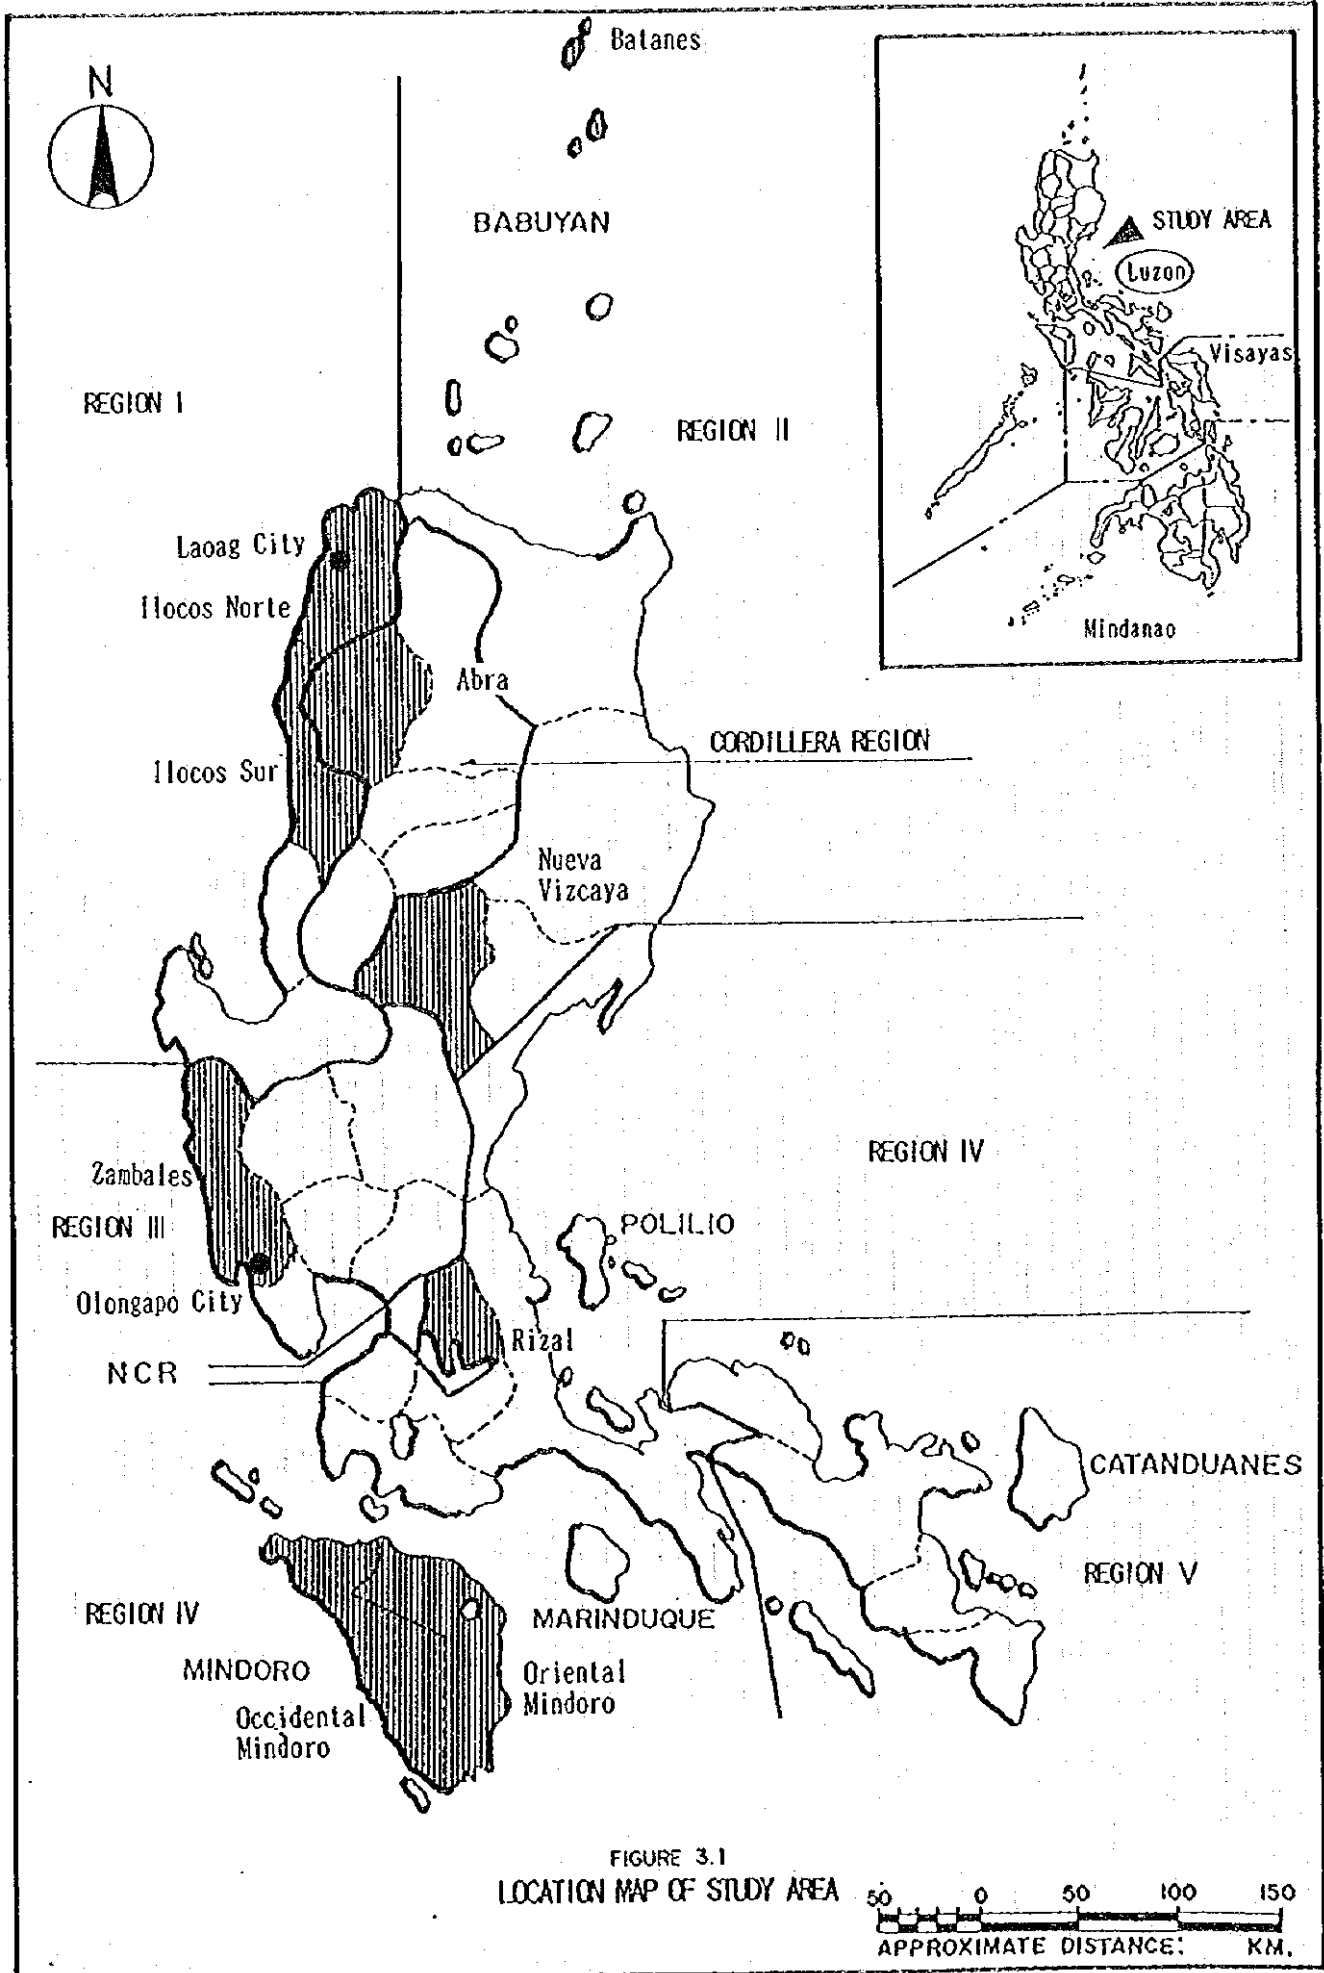 Batanes
N
BABUYAN
STUDY AREA
Luzon
Visayas
Mindanao
REGION I
REGION II
Laoag City
Ilocos Norte
Abra
CORDILLERA REGION
Ilocos Sur
Nueva
Vizcaya
REGION IV
Zambales
REGION III
POLILIO
Olongapo City
Rizal
NCR
CATANDUANES
REGION V
REGION IV
MARINDUQUE
MINDORO
Oriental
Mindoro
Occidental
Mindoro
FIGURE 3.1
LOCATION MAP OF STUDY AREA
50 0 50 100 150
APPROXIMATE DISTANCE: KM.